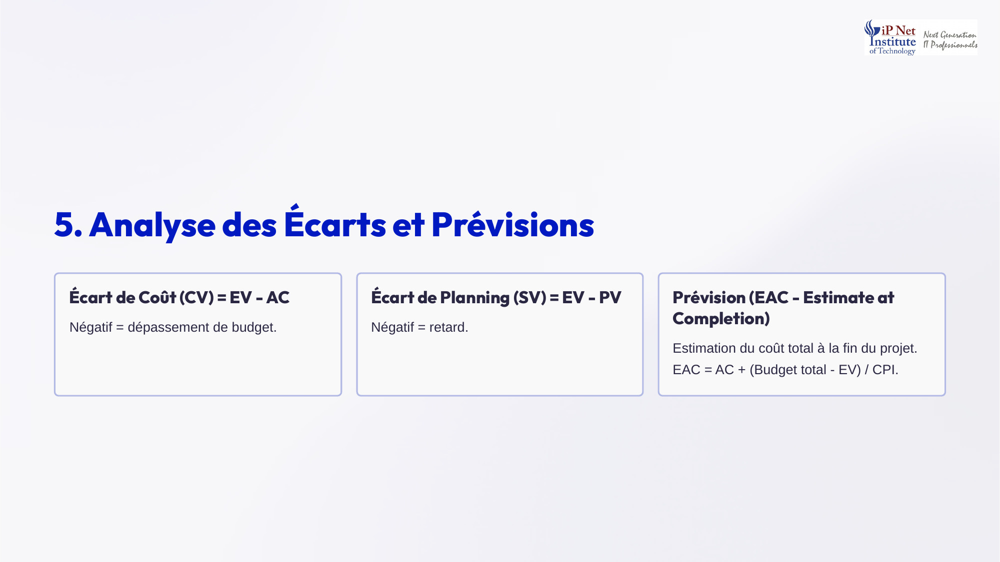 iP Net
Institute
of Technology
Next Generation
IT Professionnels
5. Analyse des Écarts et Prévisions
Écart de Coût (CV) = EV - AC
Négatif = dépassement de budget.
Écart de Planning (SV) = EV - PV
Négatif = retard.
Prévision (EAC - Estimate at
Completion)
Estimation du coût total à la fin du projet.
EAC = AC + (Budget total - EV) / CPI.